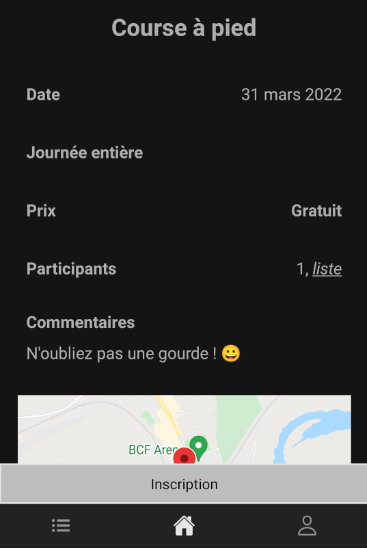 Course à pied
Date 31 mars 2022
Journée entière
Prix Gratuit
Participants 1, liste
Commentaires
N'oubliez pas une gourde ! 😀
BCF Aren
Inscription